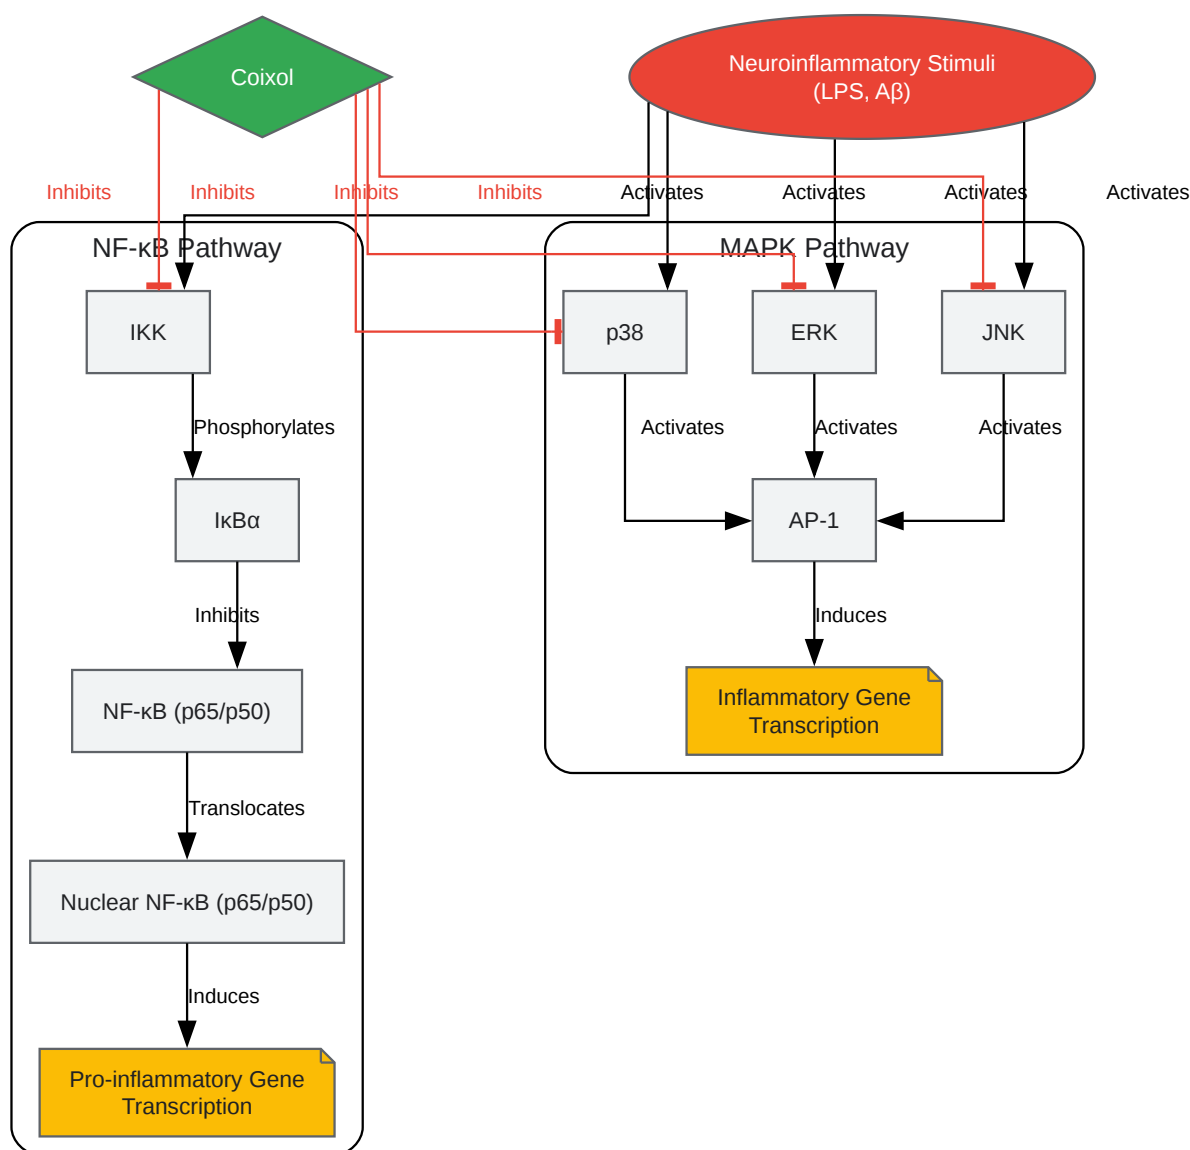 Coixol
Neuroinflammatory Stimuli
(LPS, Aβ)
Inhibits
Inhibits
Inhibits
Inhibits
Activates
Activates
Activates
Activates
NF-κB Pathway
MAPK Pathway
IKK
p38
ERK
JNK
Phosphorylates
Activates
Activates
Activates
IκBα
AP-1
Inhibits
Induces
NF-κB (p65/p50)
Inflammatory Gene
Transcription
Translocates
Nuclear NF-κB (p65/p50)
Induces
Pro-inflammatory Gene
Transcription